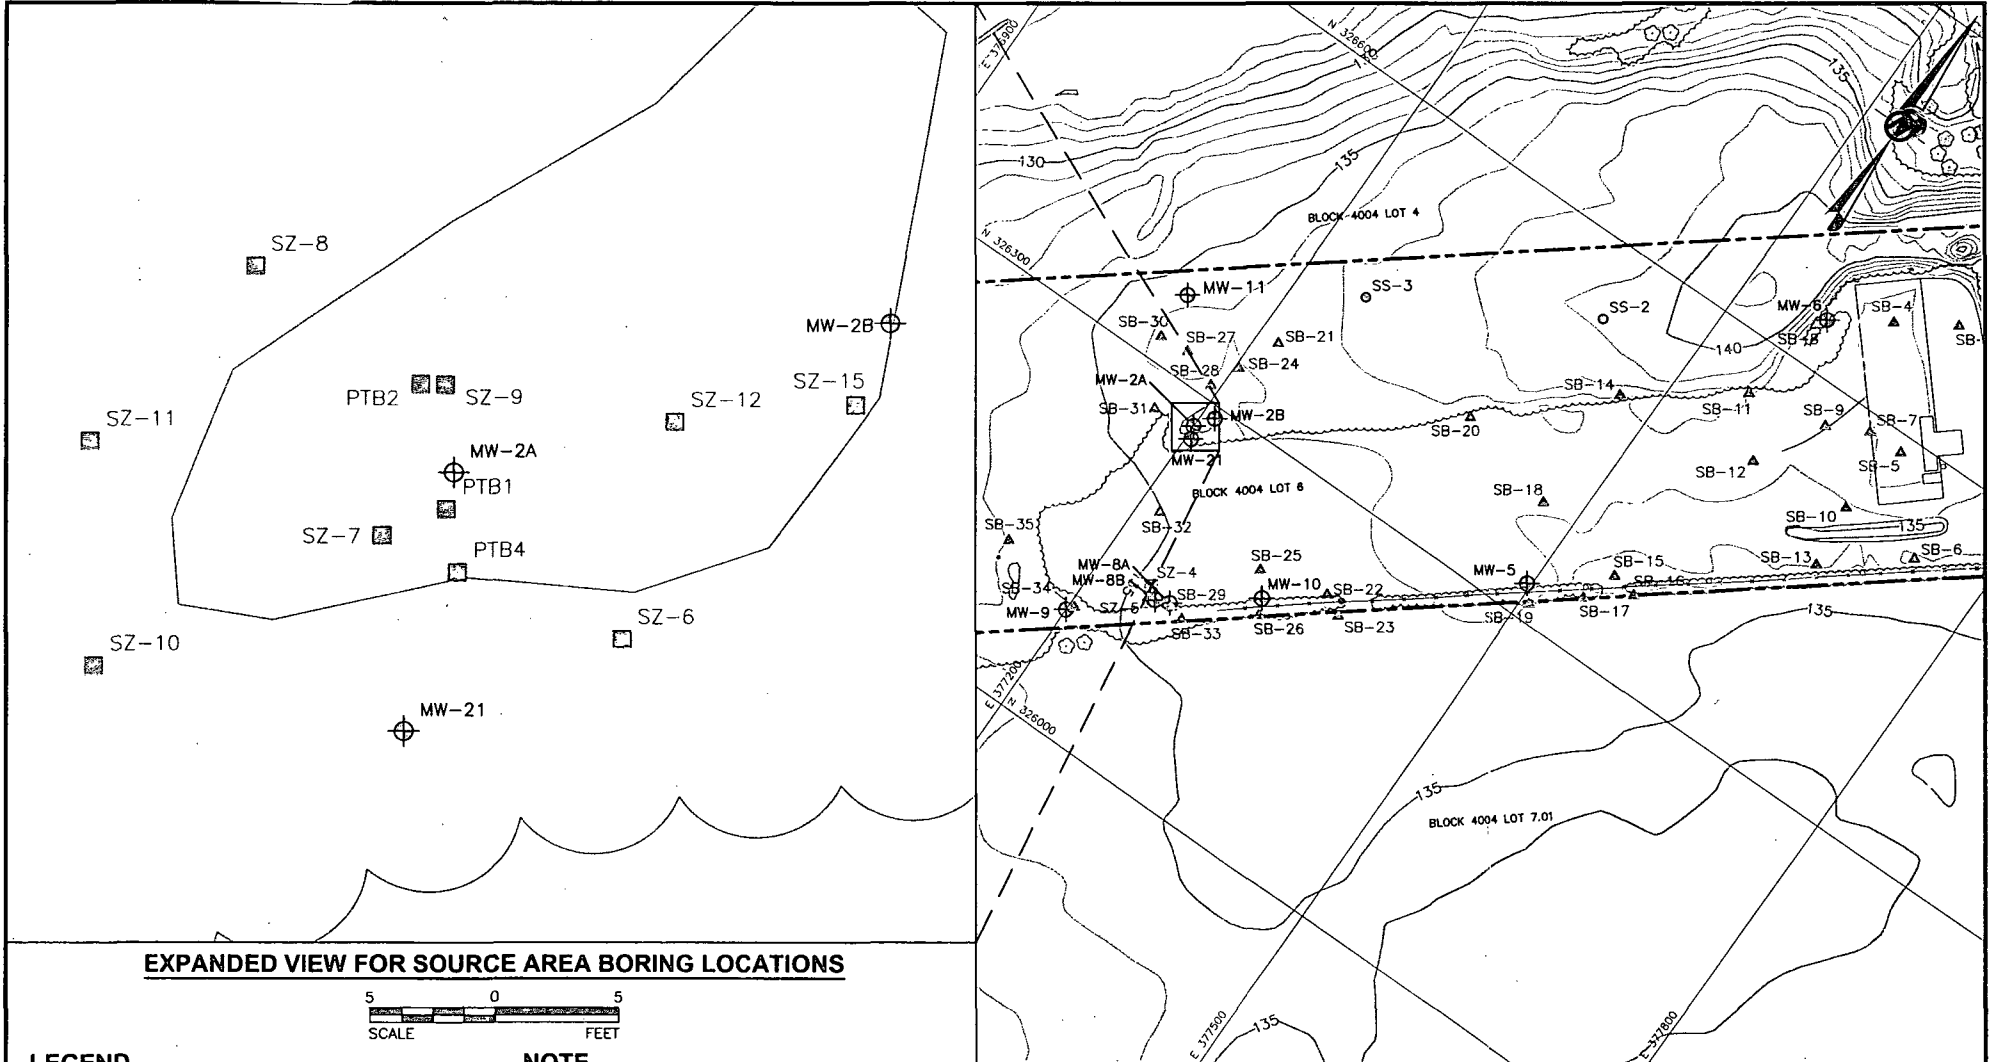 SZ-8
MW-2B
PTB2
SZ-9
SZ-15
SZ-12
SZ-11
MW-2A
PTB1
SZ-7
PTB4
SZ-6
SZ-10
MW-21
EXPANDED VIEW FOR SOURCE AREA BORING LOCATIONS
5 0 5
SCALE FEET
LEGEND
NOTE
N 326600
135
130
135
BLOCK 4004 LOT 4
N 326300
MW-11
SS-3
SS-2
MW-6
SB-4
SB-
SB-30
SB-27
SB-21
140
SB-28
SB-24
MW-2A
SB-14
SB-31
MW-2B
SB-20
SB-11
SB-9
SB-7
MW-21
SB-12
SB-5
BLOCK 4004 LOT 6
SB-18
SB-35
SB-32
SB-10
135
SB-25
MW-8A
SZ-4
MW-5
SB-15
SB-13
SB-6
MW-8B
SB-34
SB-29
MW-10
SB-22
SB-16
MW-9
SZ-5
SB-19
SB-17
SB-33
SB-26
SB-23
135
E 377200
N 326000
135
BLOCK 4004 LOT 7.01
E 377500
135
E 377800